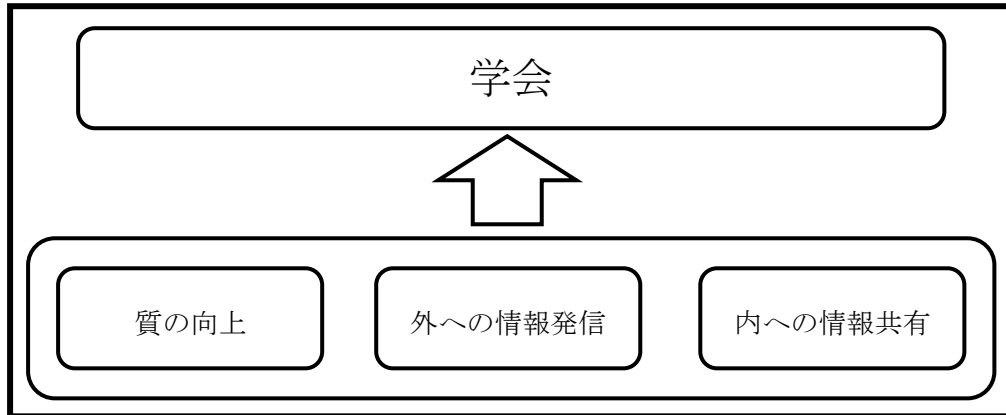 学会
質の向上
外への情報発信
内への情報共有